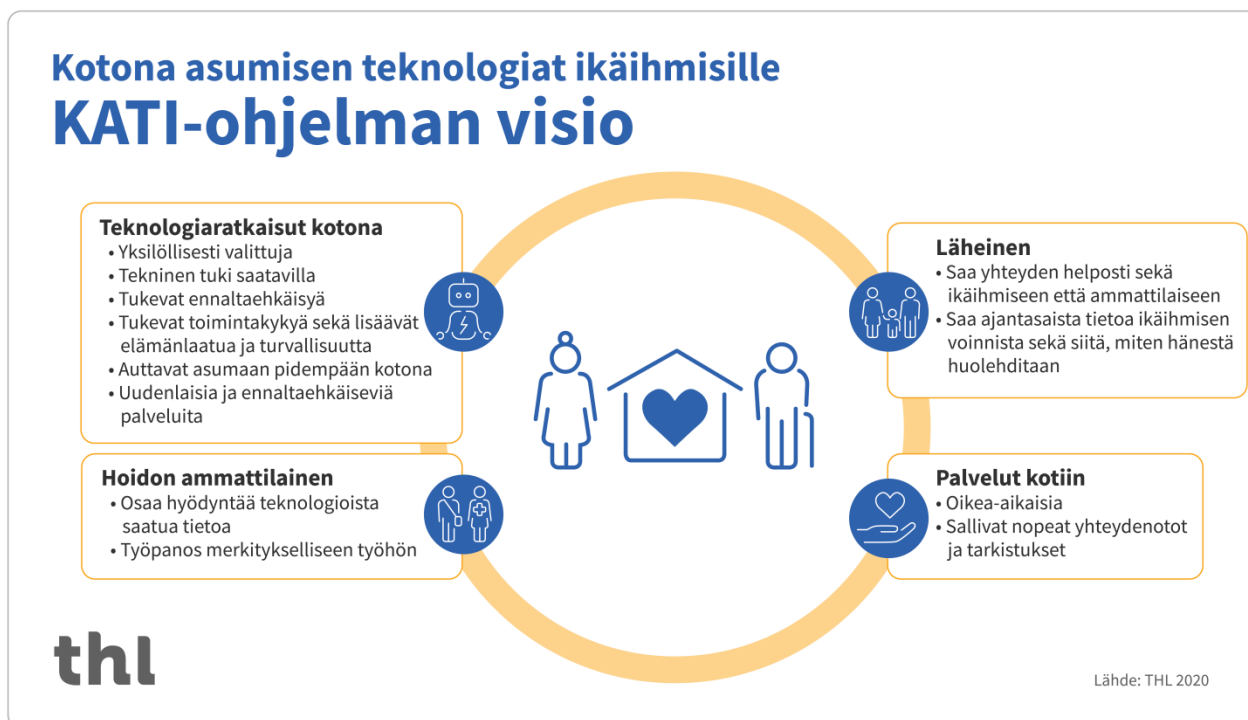 Kotona asumisen teknologiat ikäihmisille
KATI-ohjelman visio
Teknologiaratkaisut kotona
• Yksilöllisesti valittuja
• Tekninen tuki saatavilla
• Tukevat ennaltaehkäisyä
• Tukevat toimintakykyä sekä lisäävät
elämänlaatua ja turvallisuutta
• Auttavat asumaan pidempään kotona
• Uudenlaisia ja ennaltaehkäiseviä
palveluita
Hoidon ammattilainen
• Osaa hyödyntää teknologioista
saatua tietoa
• Työpanos merkitykselliseen työhön
Läheinen
• Saa yhteyden helposti sekä
ikäihmiseen että ammattilaiseen
• Saa ajantasaista tietoa ikäihmisen
voinnista sekä siitä, miten hänestä
huolehditaan
Palvelut kotiin
• Oikea-aikaisia
• Sallivat nopeat yhteydenotot
ja tarkistukset
thl
Lähde: THL 2020